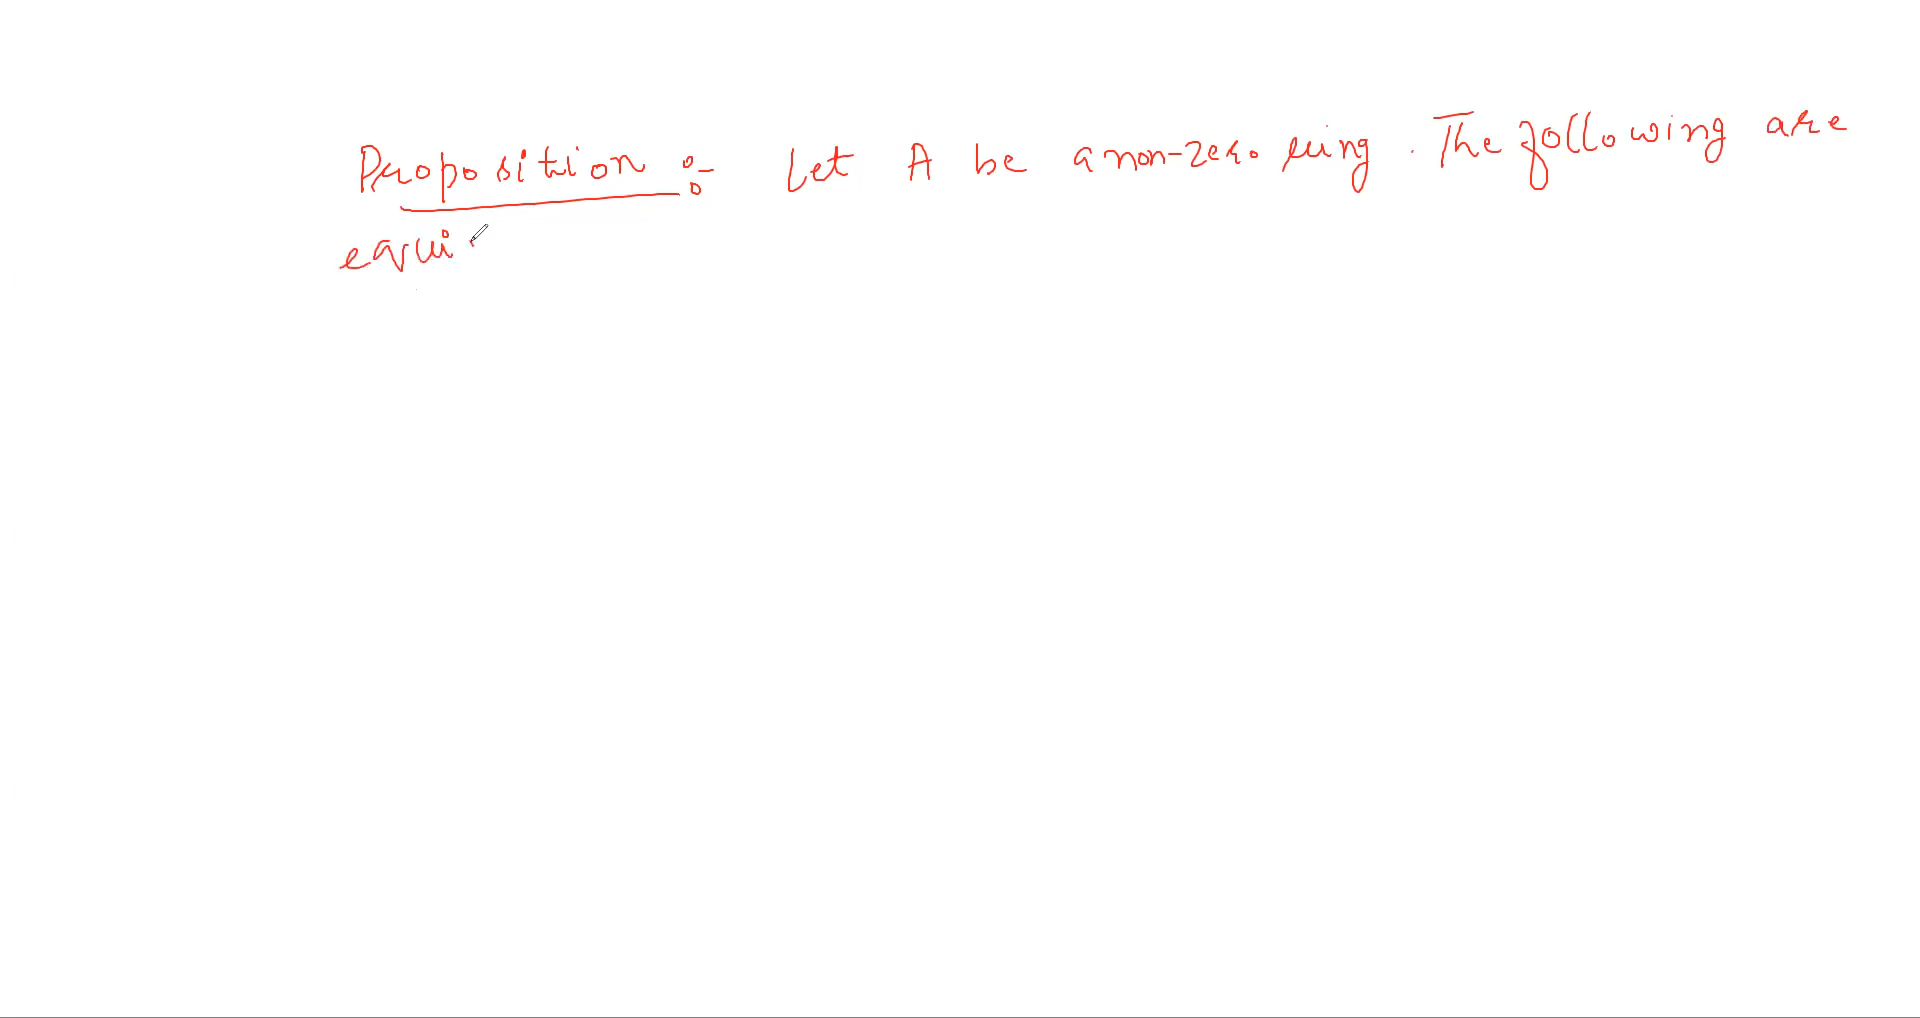 Proposition :- Let A be a non-zero ring. The following are
equi